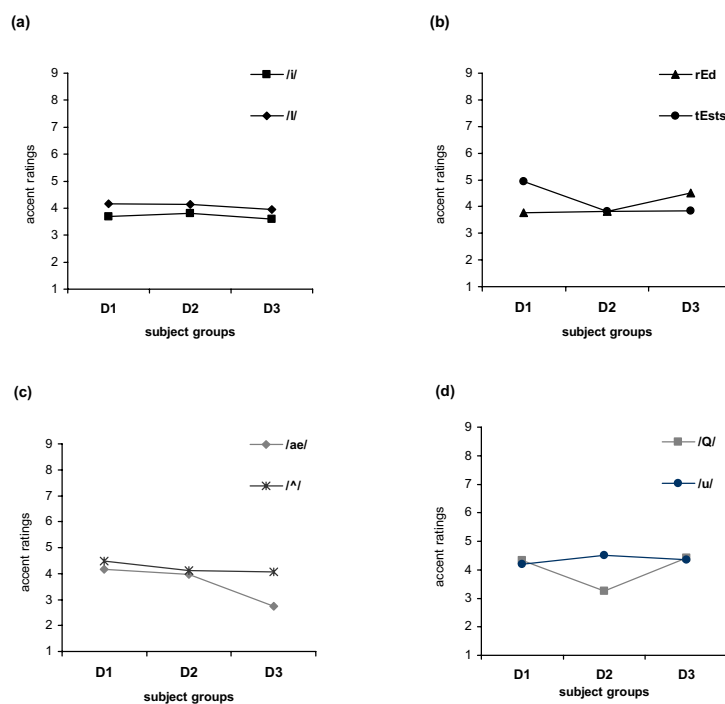 (a)
9
8
7
6
5
4
3
2
1
accent ratings
/i/
/I/
D1 D2 D3
subject groups
(b)
9
8
7
6
5
4
3
2
1
accent ratings
rEd
tEsts
D1 D2 D3
subject groups
(c)
9
8
7
6
5
4
3
2
1
accent ratings
/ae/
/^/
D1 D2 D3
subject groups
(d)
9
8
7
6
5
4
3
2
1
accent ratings
/Q/
/u/
D1 D2 D3
subject groups